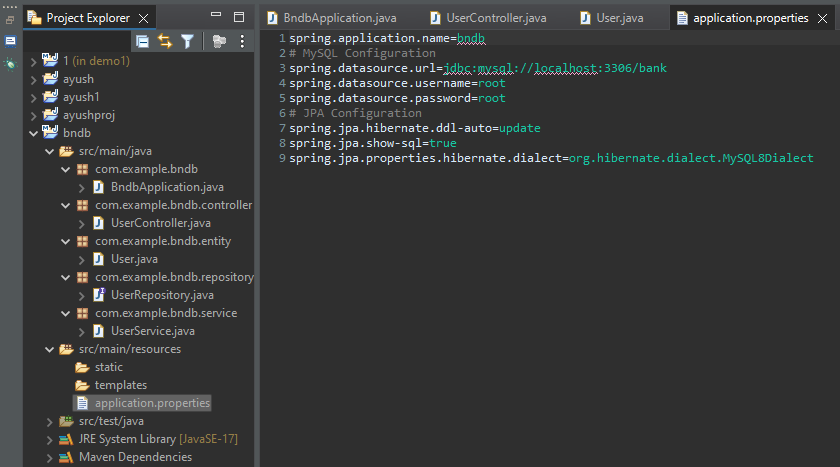 Project Explorer
1 (in demo1)
ayush
ayush1
ayushproj
bndb
src/main/java
com.example.bndb
BndbApplication.java
com.example.bndb.controller
UserController.java
com.example.bndb.entity
User.java
com.example.bndb.repository
UserRepository.java
com.example.bndb.service
UserService.java
src/main/resources
static
templates
application.properties
src/test/java
JRE System Library [JavaSE-17]
Maven Dependencies
BndbApplication.java UserController.java User.java application.properties
1 spring.application.name=bndb
2 # MySQL Configuration
3 spring.datasource.url=jdbc:mysql://localhost:3306/bank
4 spring.datasource.username=root
5 spring.datasource.password=root
6 # JPA Configuration
7 spring.jpa.hibernate.ddl-auto=update
8 spring.jpa.show-sql=true
9 spring.jpa.properties.hibernate.dialect=org.hibernate.dialect.MySQL8Dialect